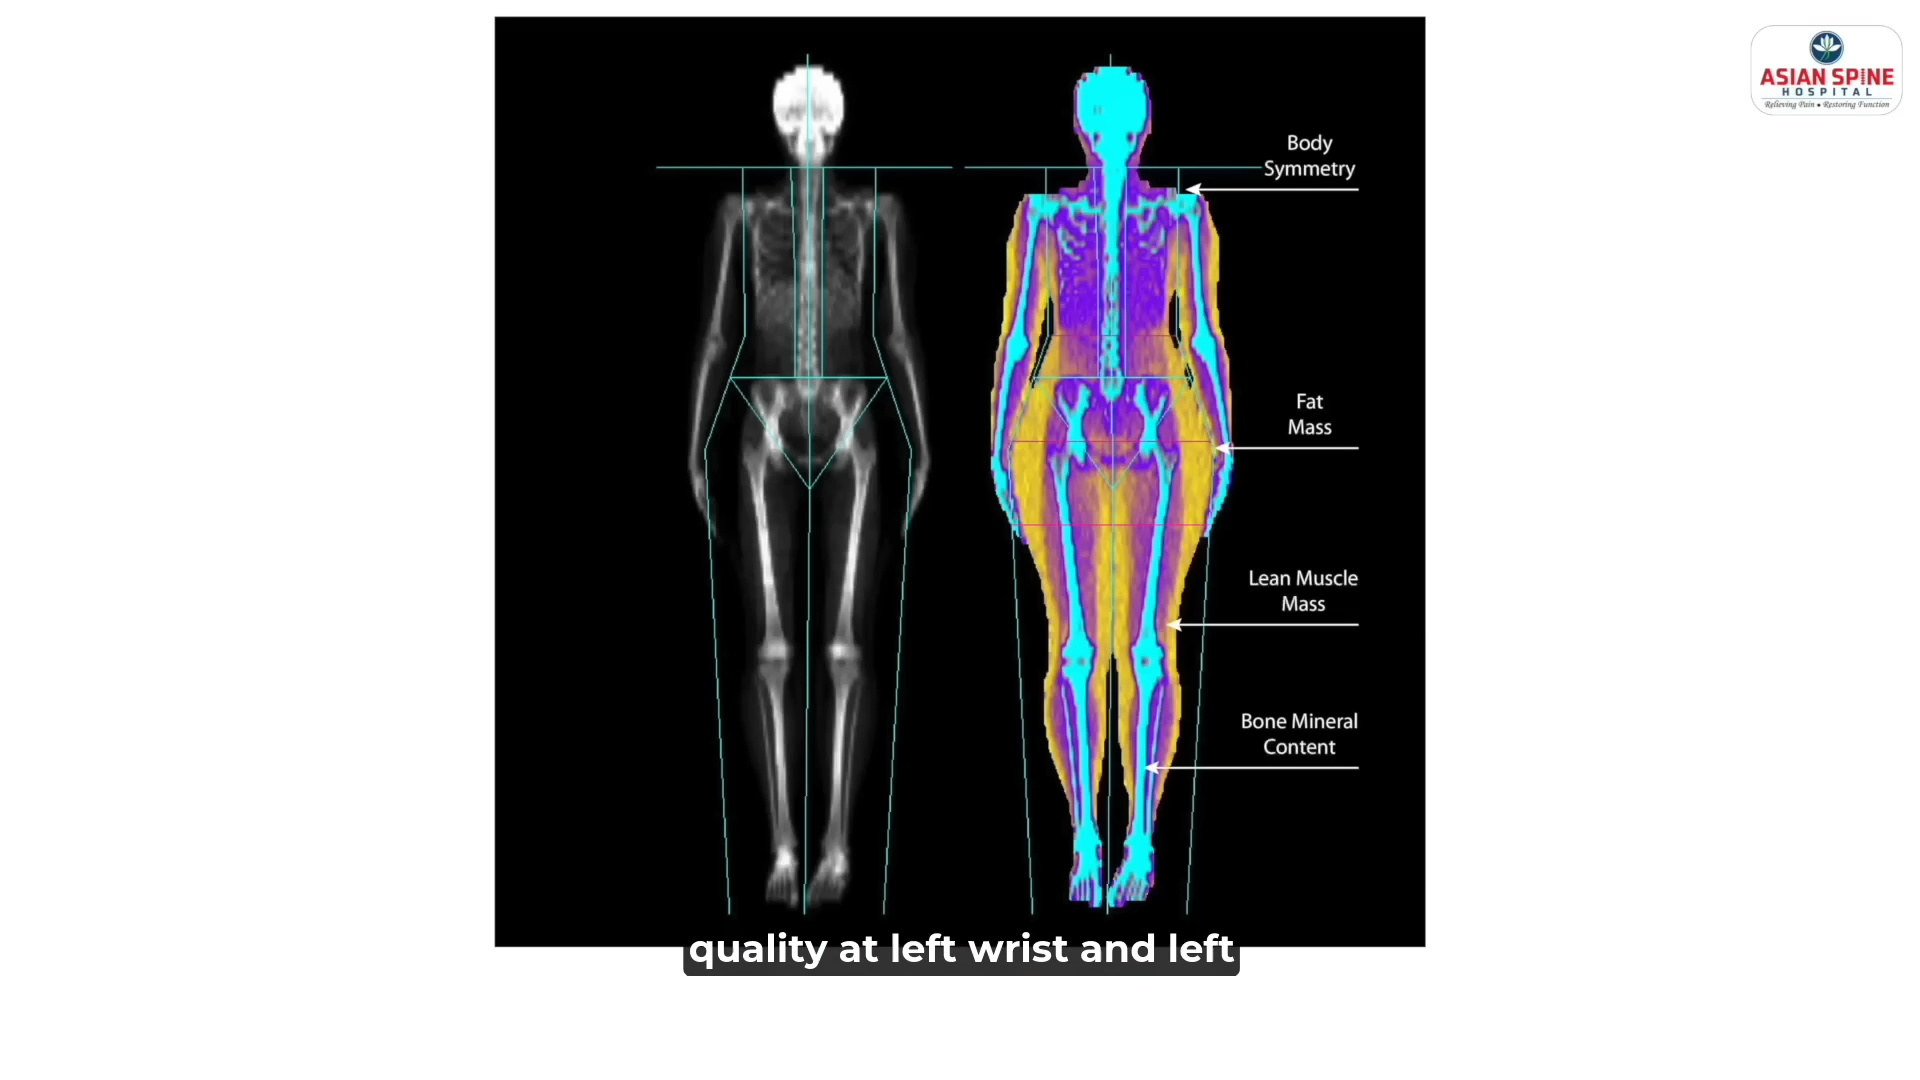 ASIAN SPINE
HOSPITAL
Relieving Pain • Restoring Function
Body
Symmetry
Fat
Mass
Lean Muscle
Mass
Bone Mineral
Content
quality at left wrist and left